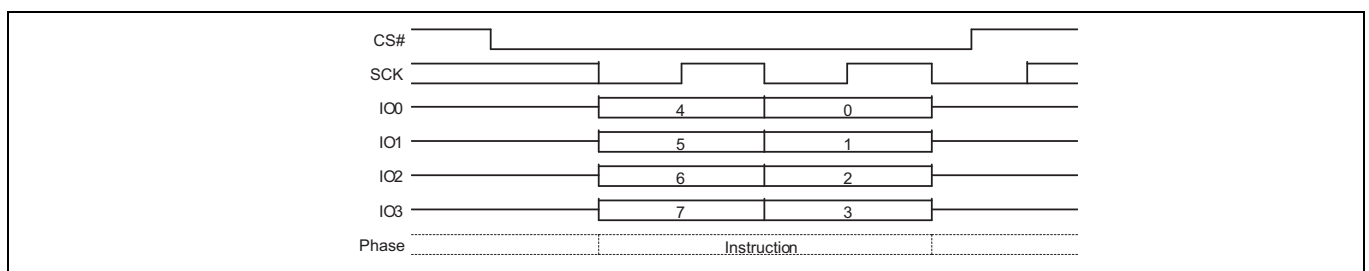 CS#
SCK
IO0 4 0
IO1 5 1
IO2 6 2
IO3 7 3
Phase Instruction